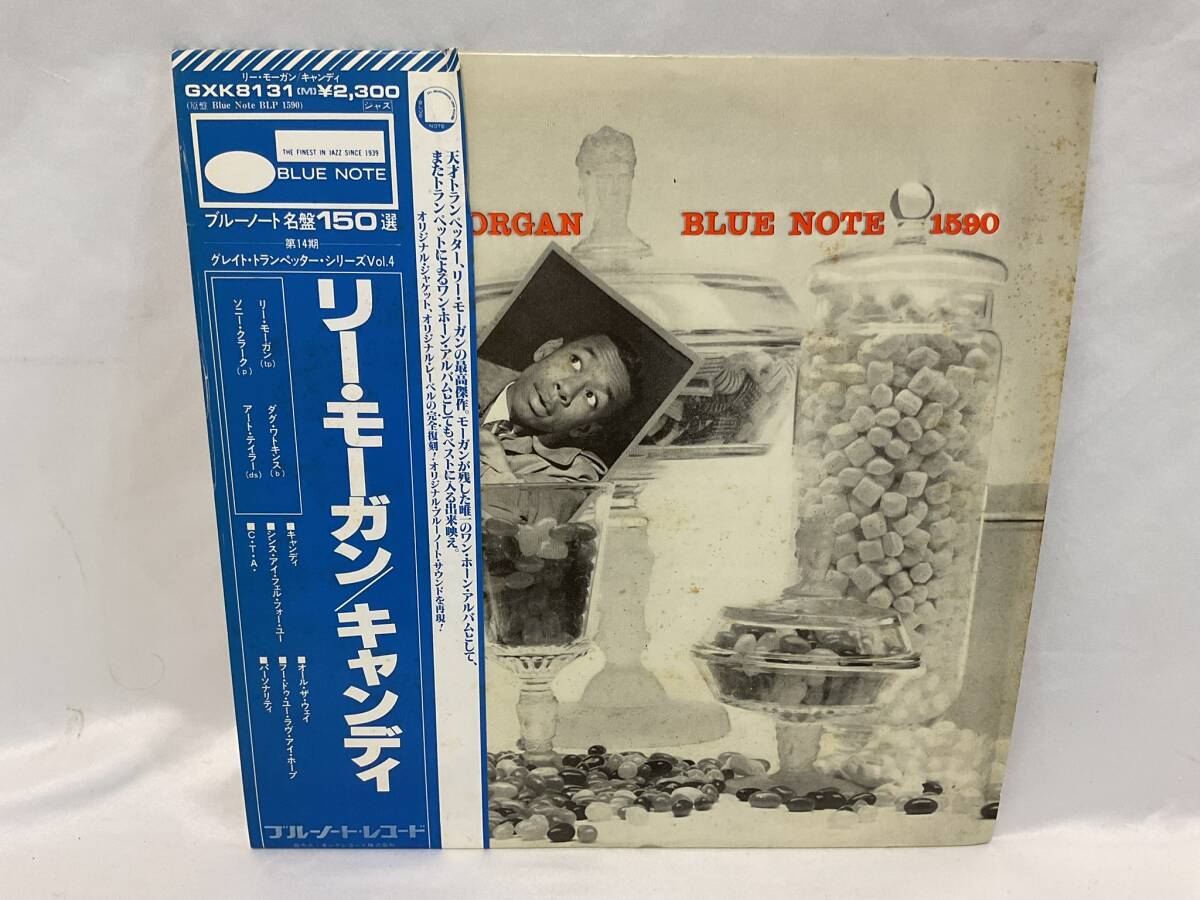 リー・モーガン/キャンディ
GXK8131(M)¥2,300
(原盤 Blue Note BLP 1590)
ジャズ
THE FINEST IN JAZZ SINCE 1939
BLUE NOTE
ブルーノート名盤150選
第14期
グレイト・トランペッター・シリーズVol.4
リー・モーガン(tp)
ソニー・クラーク(p)
ダグ・ワトキンス(b)
アート・テイラー(ds)
リー・モーガン/キャンディ
■キャンディ
■シンス・アイ・フェル・フォー・ユー
■C・T・A・
■オール・ザ・ウェイ
■フー・ドゥ・ユー・ラヴ・アイ・ホープ
■パーソナリティ
ブルーノート・レコード
BLUE
NOTE
天才トランペッター、リー・モーガンの最高傑作。モーガンが残した唯一のワン・ホーン・アルバムとして、
またトランペットによるワン・ホーン・アルバムとしてもベストに入る出来映え。
オリジナル・ジャケット、オリジナル・レーベルの完全復刻!オリジナル・ブルーノート・サウンドを再現!
ORGAN BLUE NOTE 1590